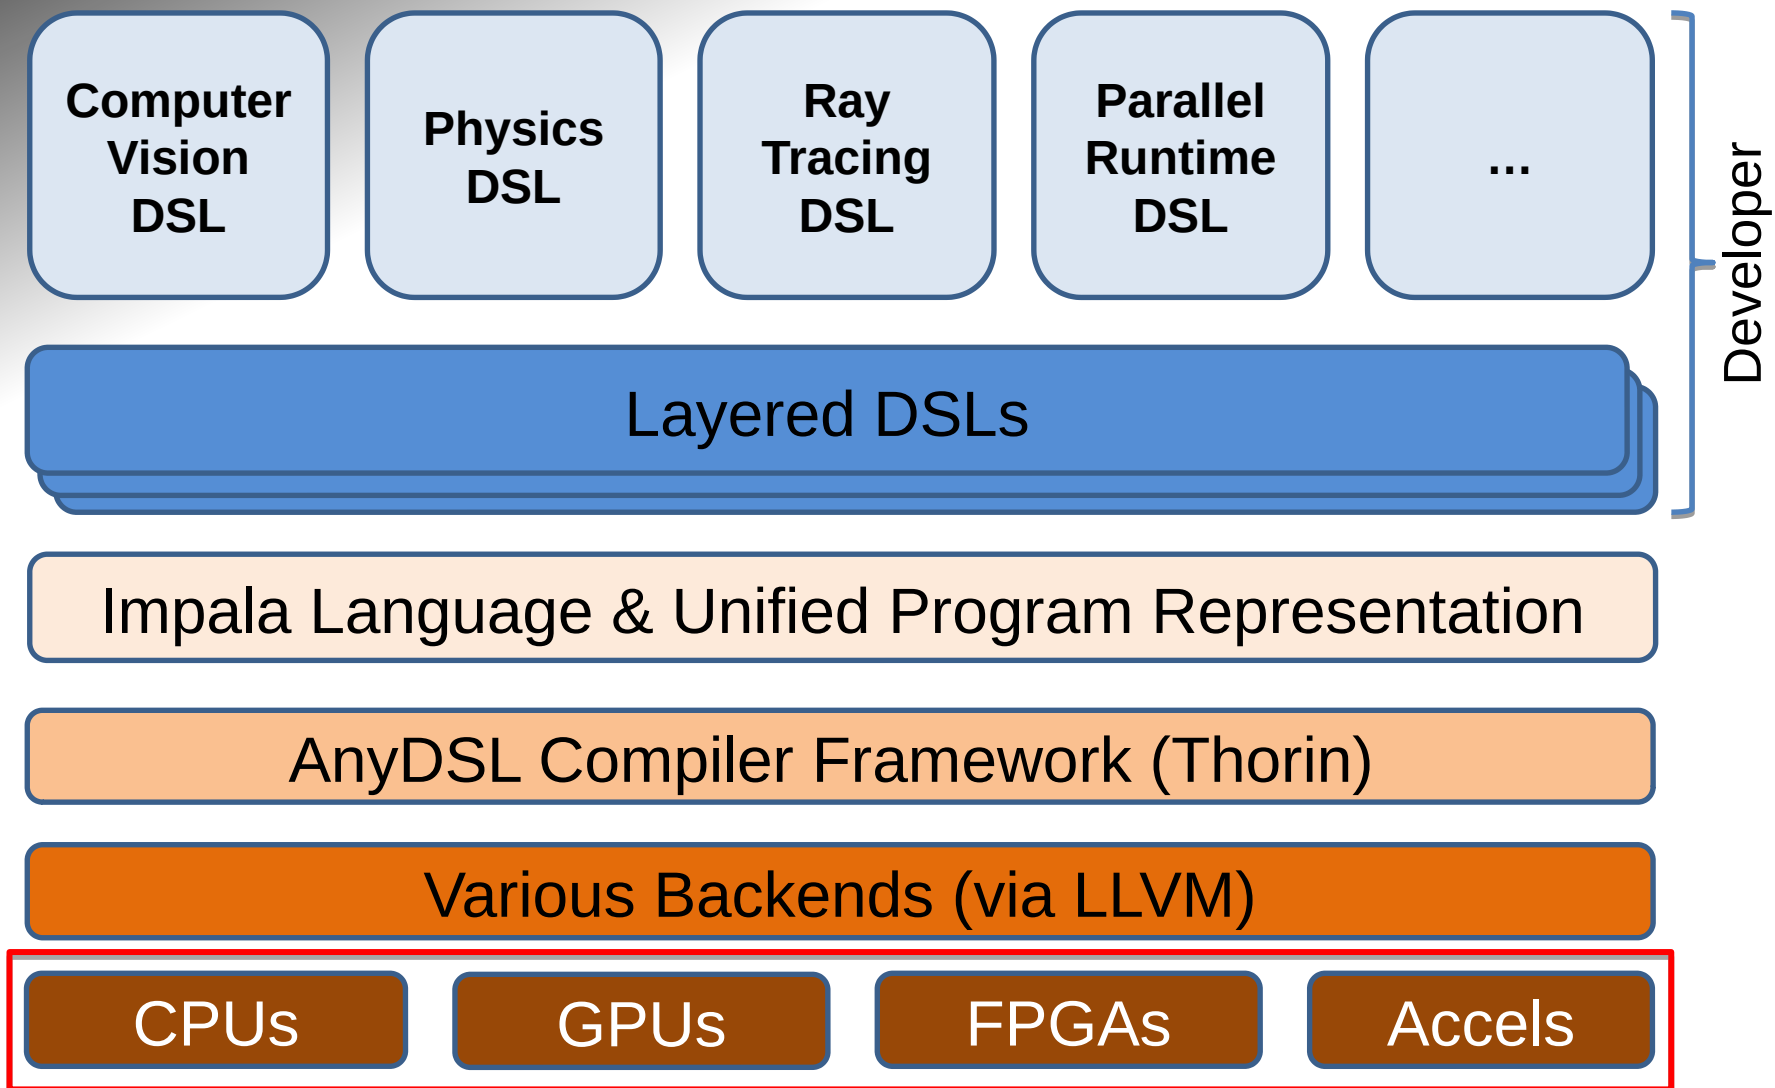 Computer
Vision
DSL
Physics
DSL
Ray
Tracing
DSL
Parallel
Runtime
DSL
...
Developer
Layered DSLs
Impala Language & Unified Program Representation
AnyDSL Compiler Framework (Thorin)
Various Backends (via LLVM)
CPUs
GPUs
FPGAs
Accels